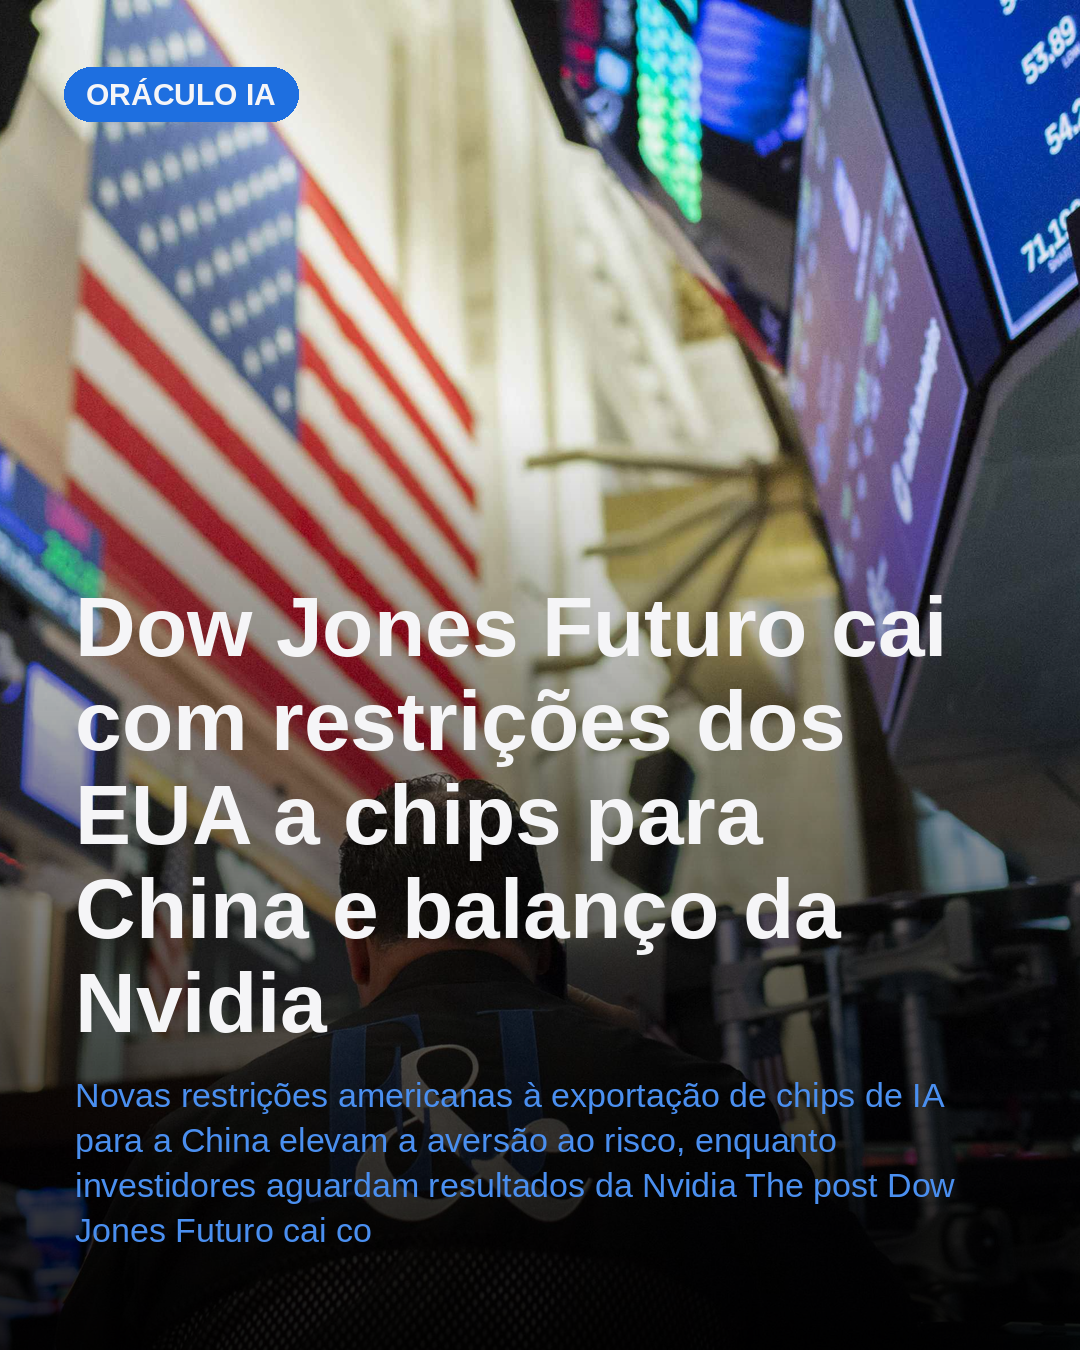 ORÁCULO IA
53.89
Dow Jones Futuro cai
com restrições dos
EUA a chips para
China e balanço da
Nvidia
Novas restrições americanas à exportação de chips de IA
para a China elevam a aversão ao risco, enquanto
investidores aguardam resultados da Nvidia The post Dow
Jones Futuro cai co